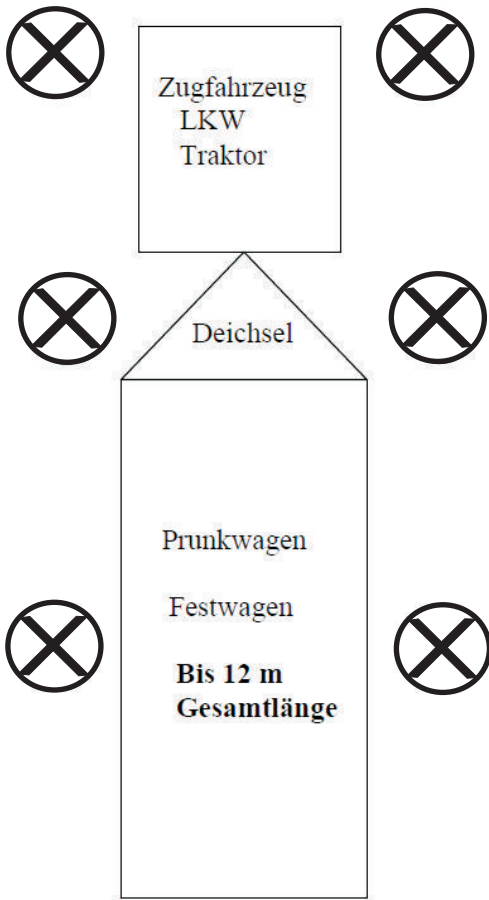 Zugfahrzeug
LKW
Traktor
Deichsel
Prunkwagen
Festwagen
Bis 12 m
Gesamtlänge